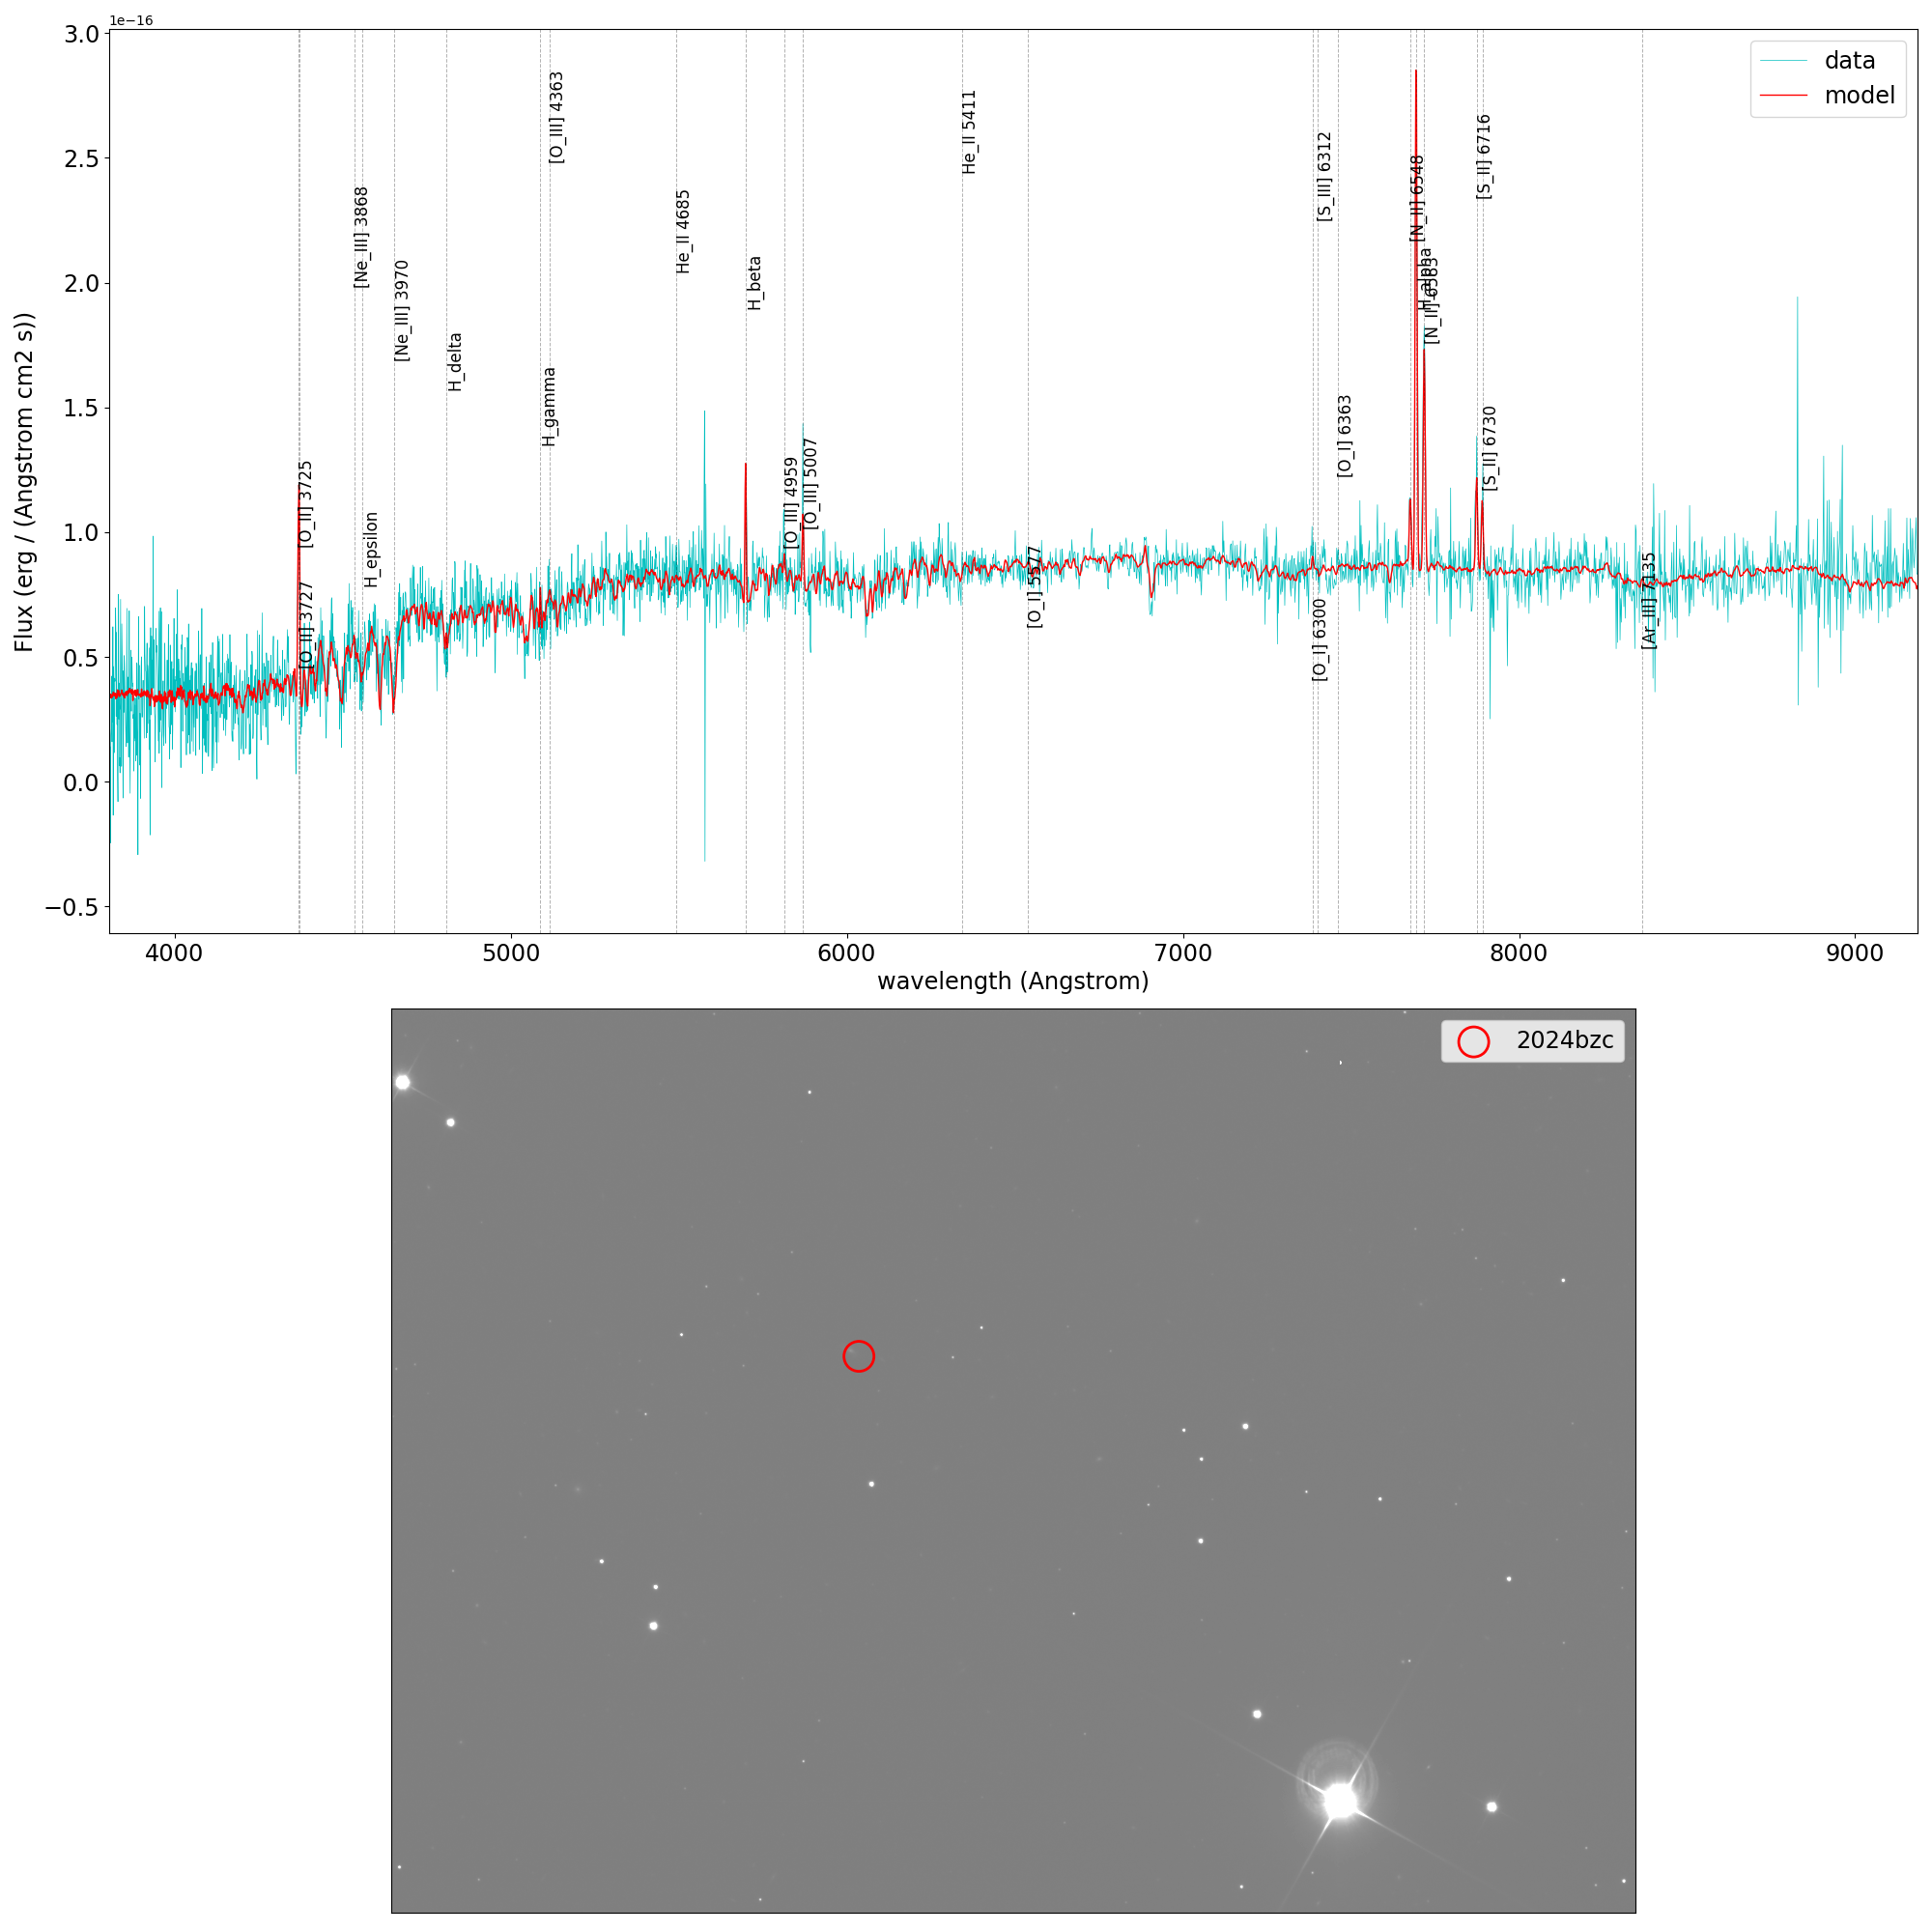 1e−16
data
model
3.0
2.5
2.0
1.5
1.0
0.5
0.0
−0.5
Flux (erg / (Angstrom cm2 s))
[O_II] 3725
[O_II] 3727
[Ne_III] 3868
H_epsilon
[Ne_III] 3970
H_delta
H_gamma
[O_III] 4363
He_II 4685
H_beta
[O_III] 4959
[O_III] 5007
He_II 5411
[O_I] 5577
[O_I] 6300
[S_III] 6312
[O_I] 6363
[N_II] 6548
H_alpha
[N_II] 6583
[S_II] 6716
[S_II] 6730
[Ar_III] 7135
4000
5000
6000
7000
8000
9000
wavelength (Angstrom)
2024bzc